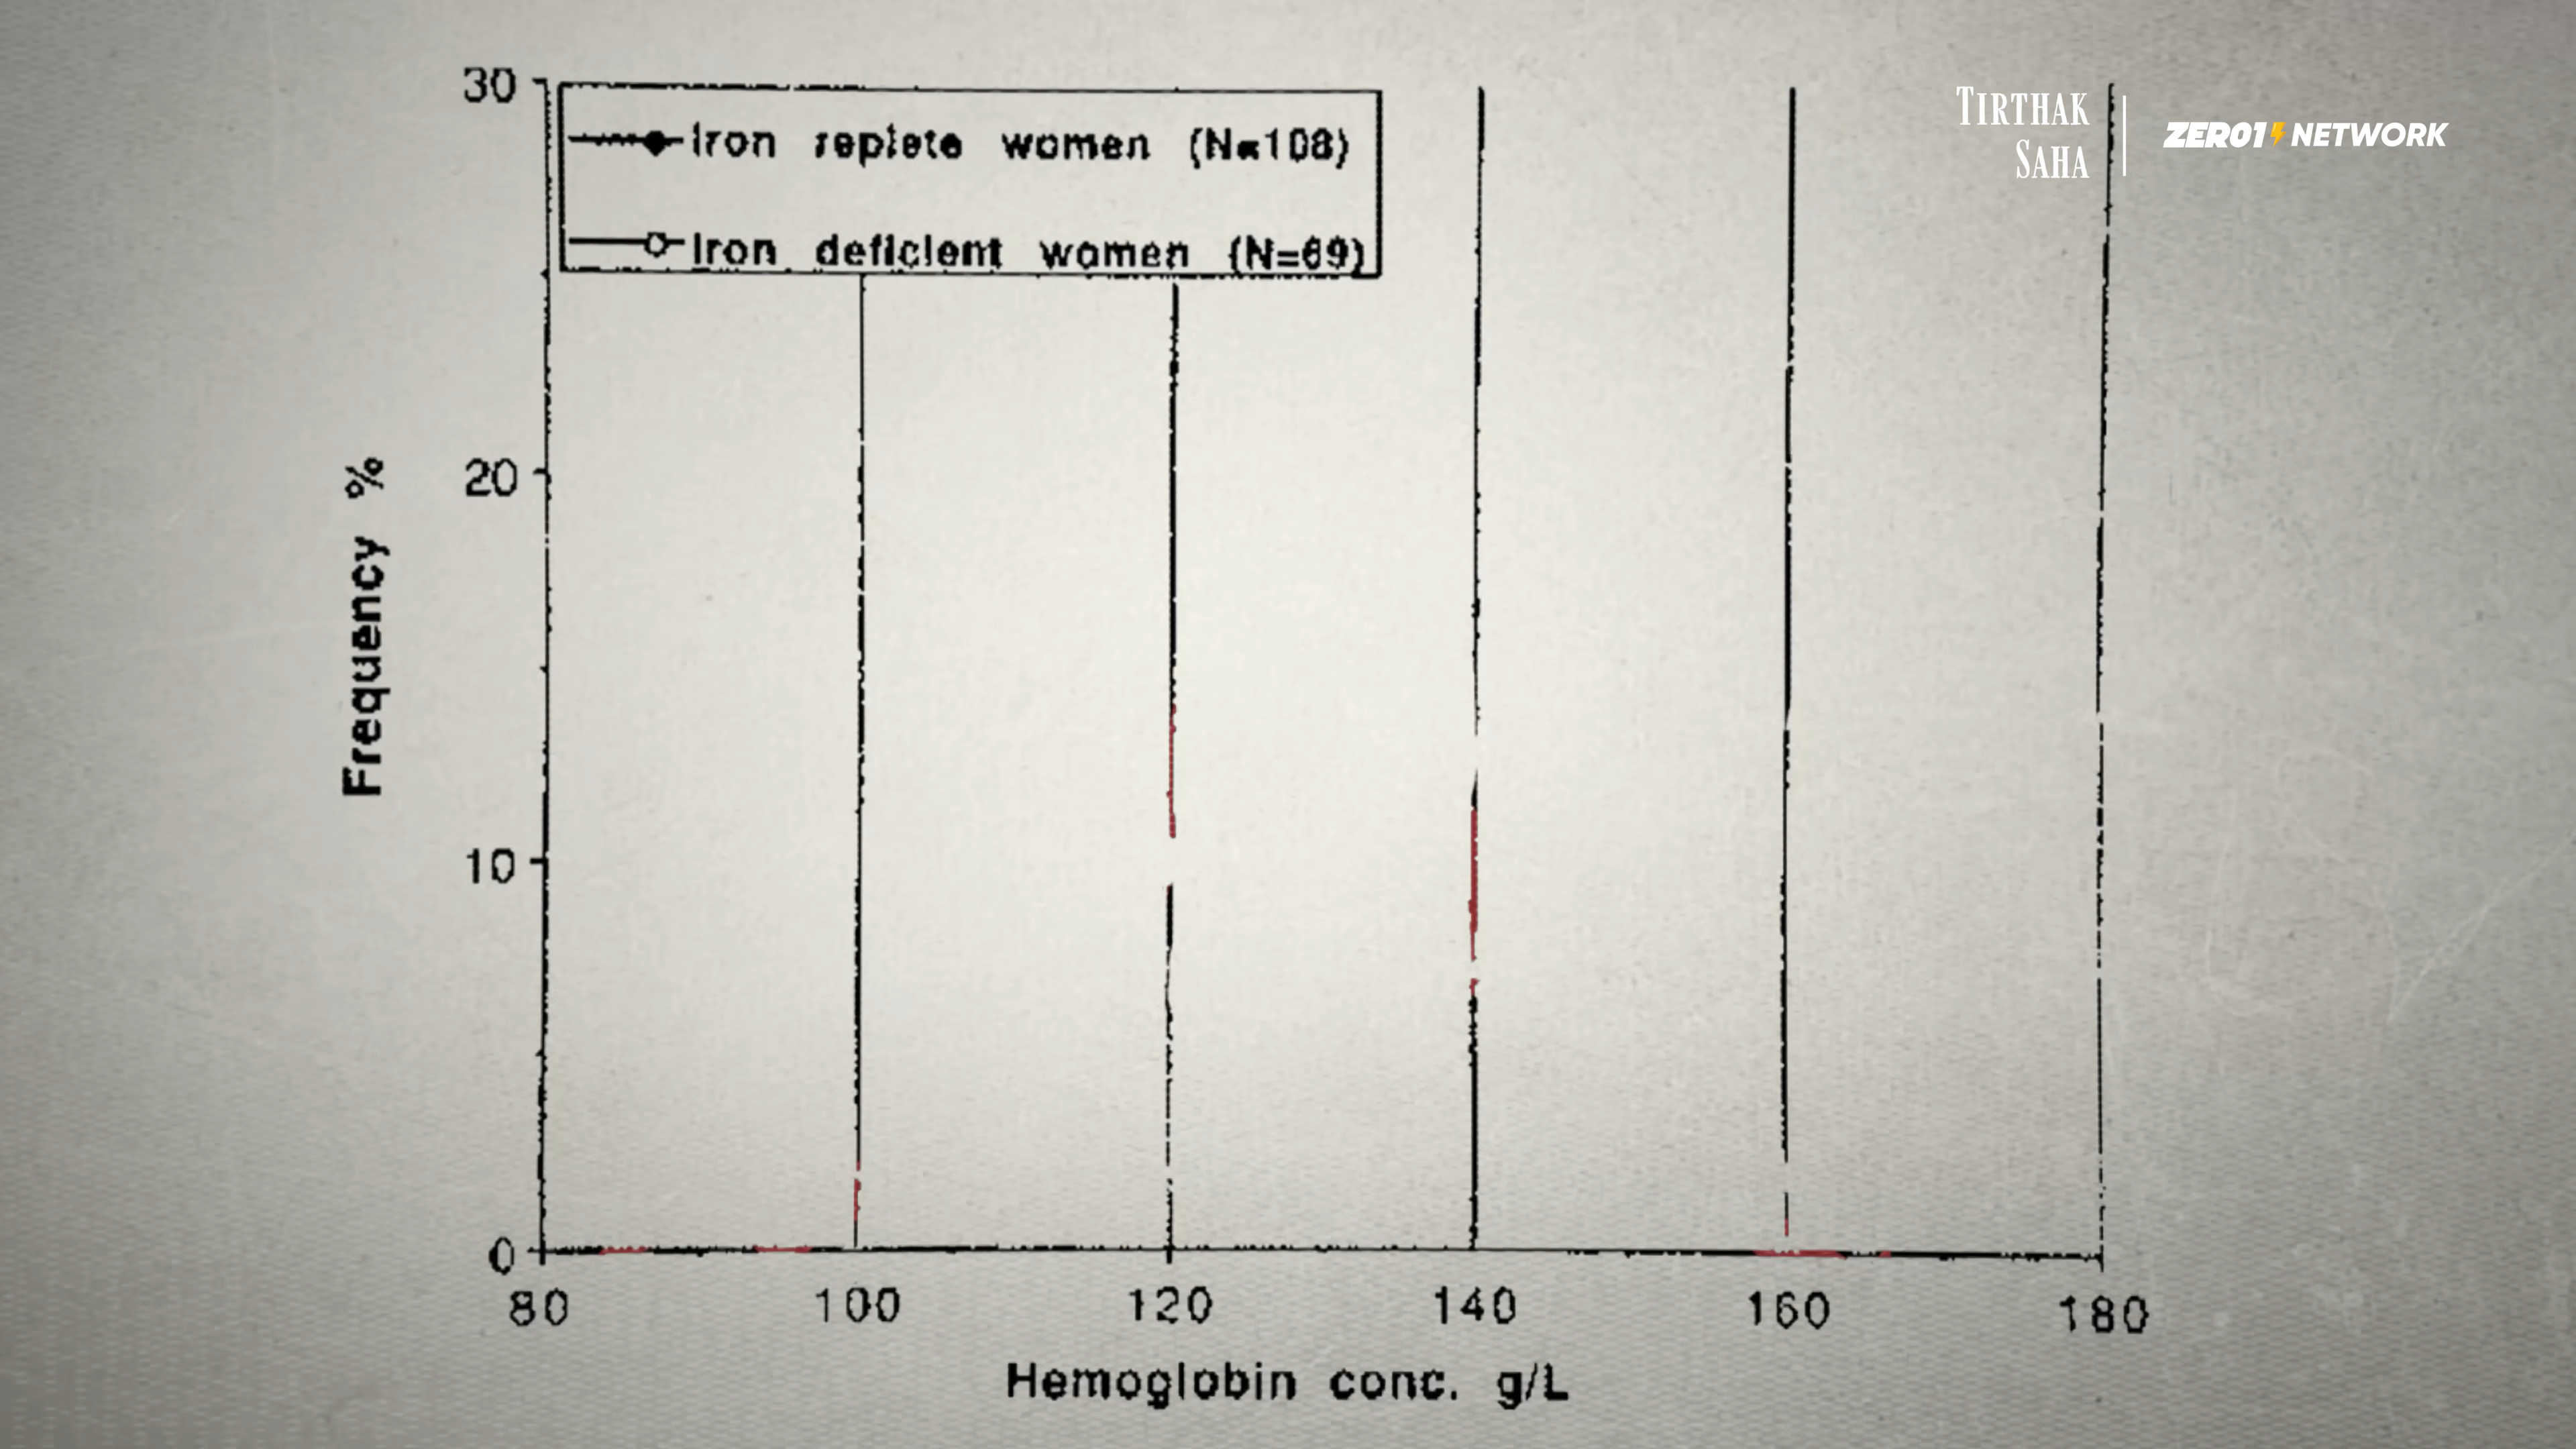 30
Iron replete women (N=108)
Iron deficient women (N=69)
TIRTHAK
SAHA
ZERO1 NETWORK
20
Frequency %
10
0
80 100 120 140 160 180
Hemoglobin conc. g/L